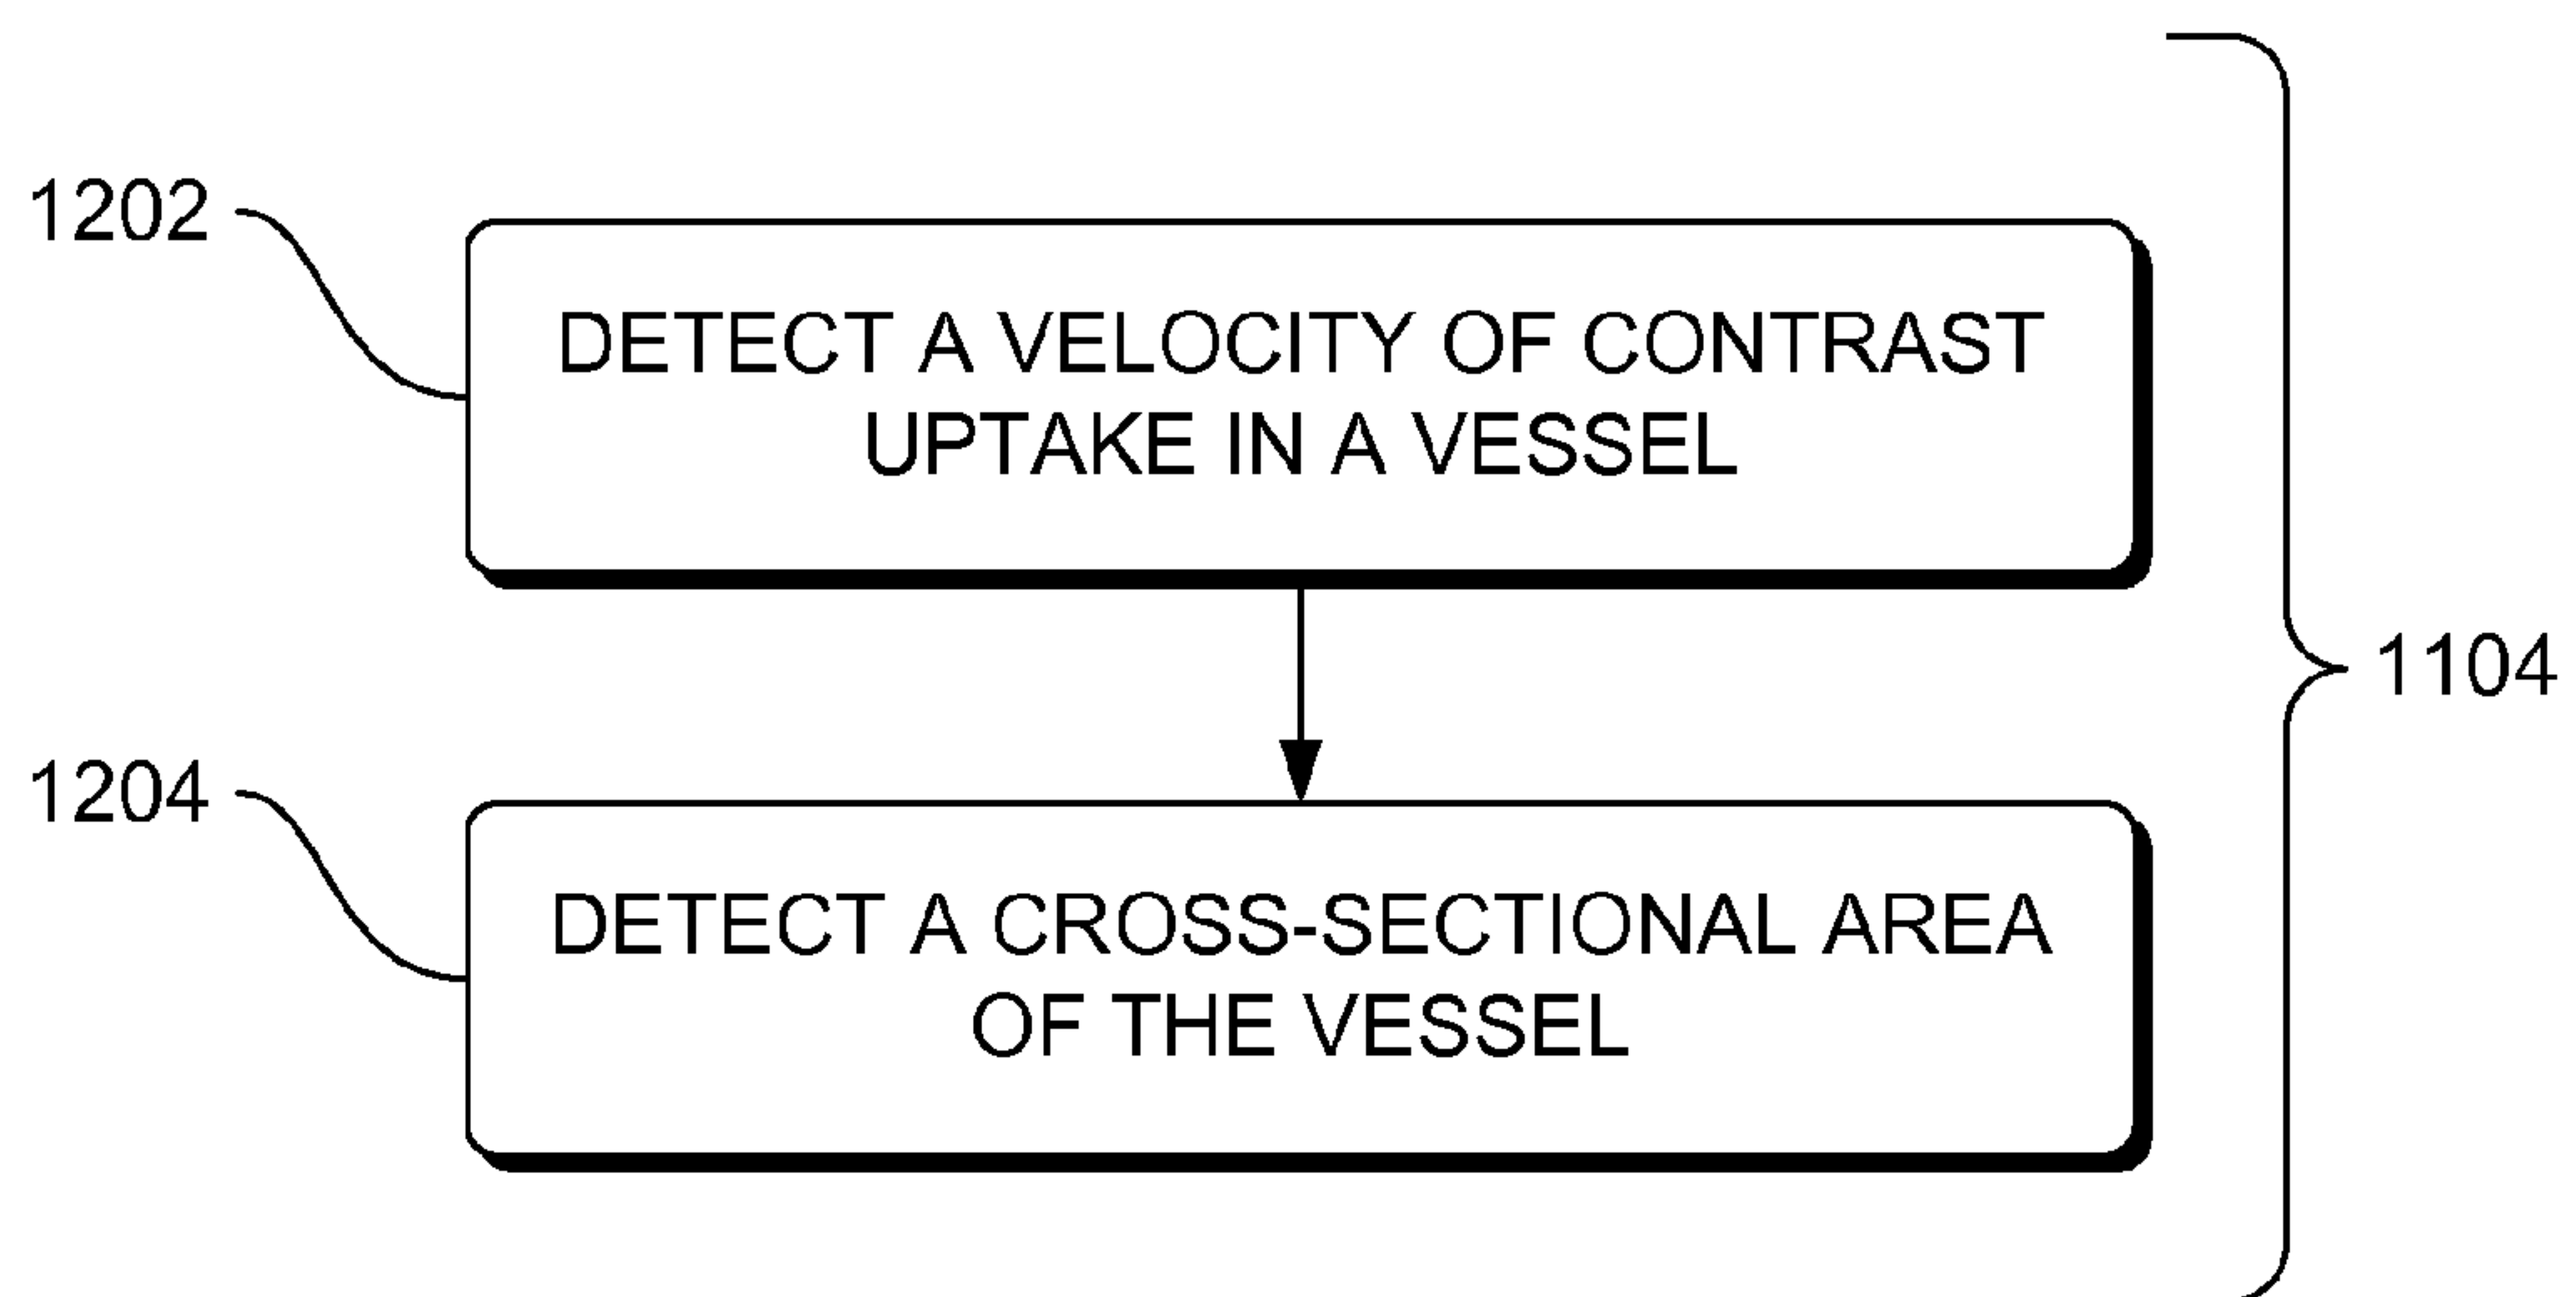 1202
DETECT A VELOCITY OF CONTRAST
UPTAKE IN A VESSEL
1104
1204
DETECT A CROSS-SECTIONAL AREA
OF THE VESSEL